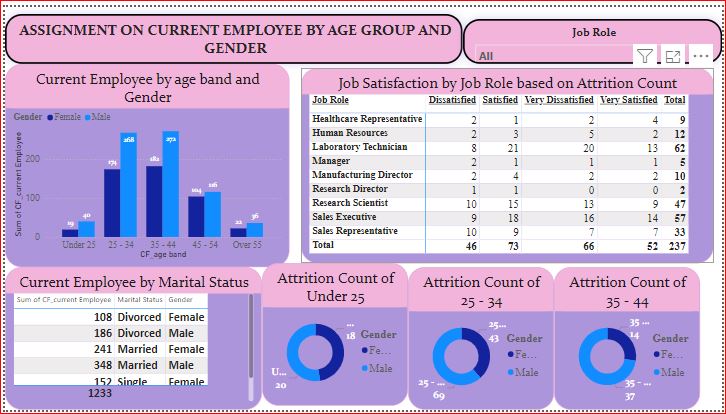 ASSIGNMENT ON CURRENT EMPLOYEE BY AGE GROUP AND
GENDER
Job Role
All
Current Employee by age band and
Gender
Gender Female Male
Sum of CF_current Employee
200
100
0
19 40
174 268
182 272
104 116
22 36
Under 25 25 - 34 35 - 44 45 - 54 Over 55
CF_age band
Job Satisfaction by Job Role based on Attrition Count
Job Role Dissatisfied Satisfied Very Dissatisfied Very Satisfied Total
Healthcare Representative 2 1 2 4 9
Human Resources 2 3 5 2 12
Laboratory Technician 8 21 20 13 62
Manager 2 1 1 1 5
Manufacturing Director 2 4 2 2 10
Research Director 1 1 0 0 2
Research Scientist 10 15 13 9 47
Sales Executive 9 18 16 14 57
Sales Representative 10 9 7 7 33
Total 46 73 66 52 237
Current Employee by Marital Status
Sum of CF_current Employee Marital Status Gender
108 Divorced Female
186 Divorced Male
241 Married Female
348 Married Male
152 Single Female
1233
Attrition Count of
Under 25
...
18
U...
20
Gender
Fe...
Male
Attrition Count of
25 - 34
25...
43
25 - ...
69
Gender
Fe...
Male
Attrition Count of
35 - 44
35 ...
14
35 - ...
37
Gender
Fe...
Male